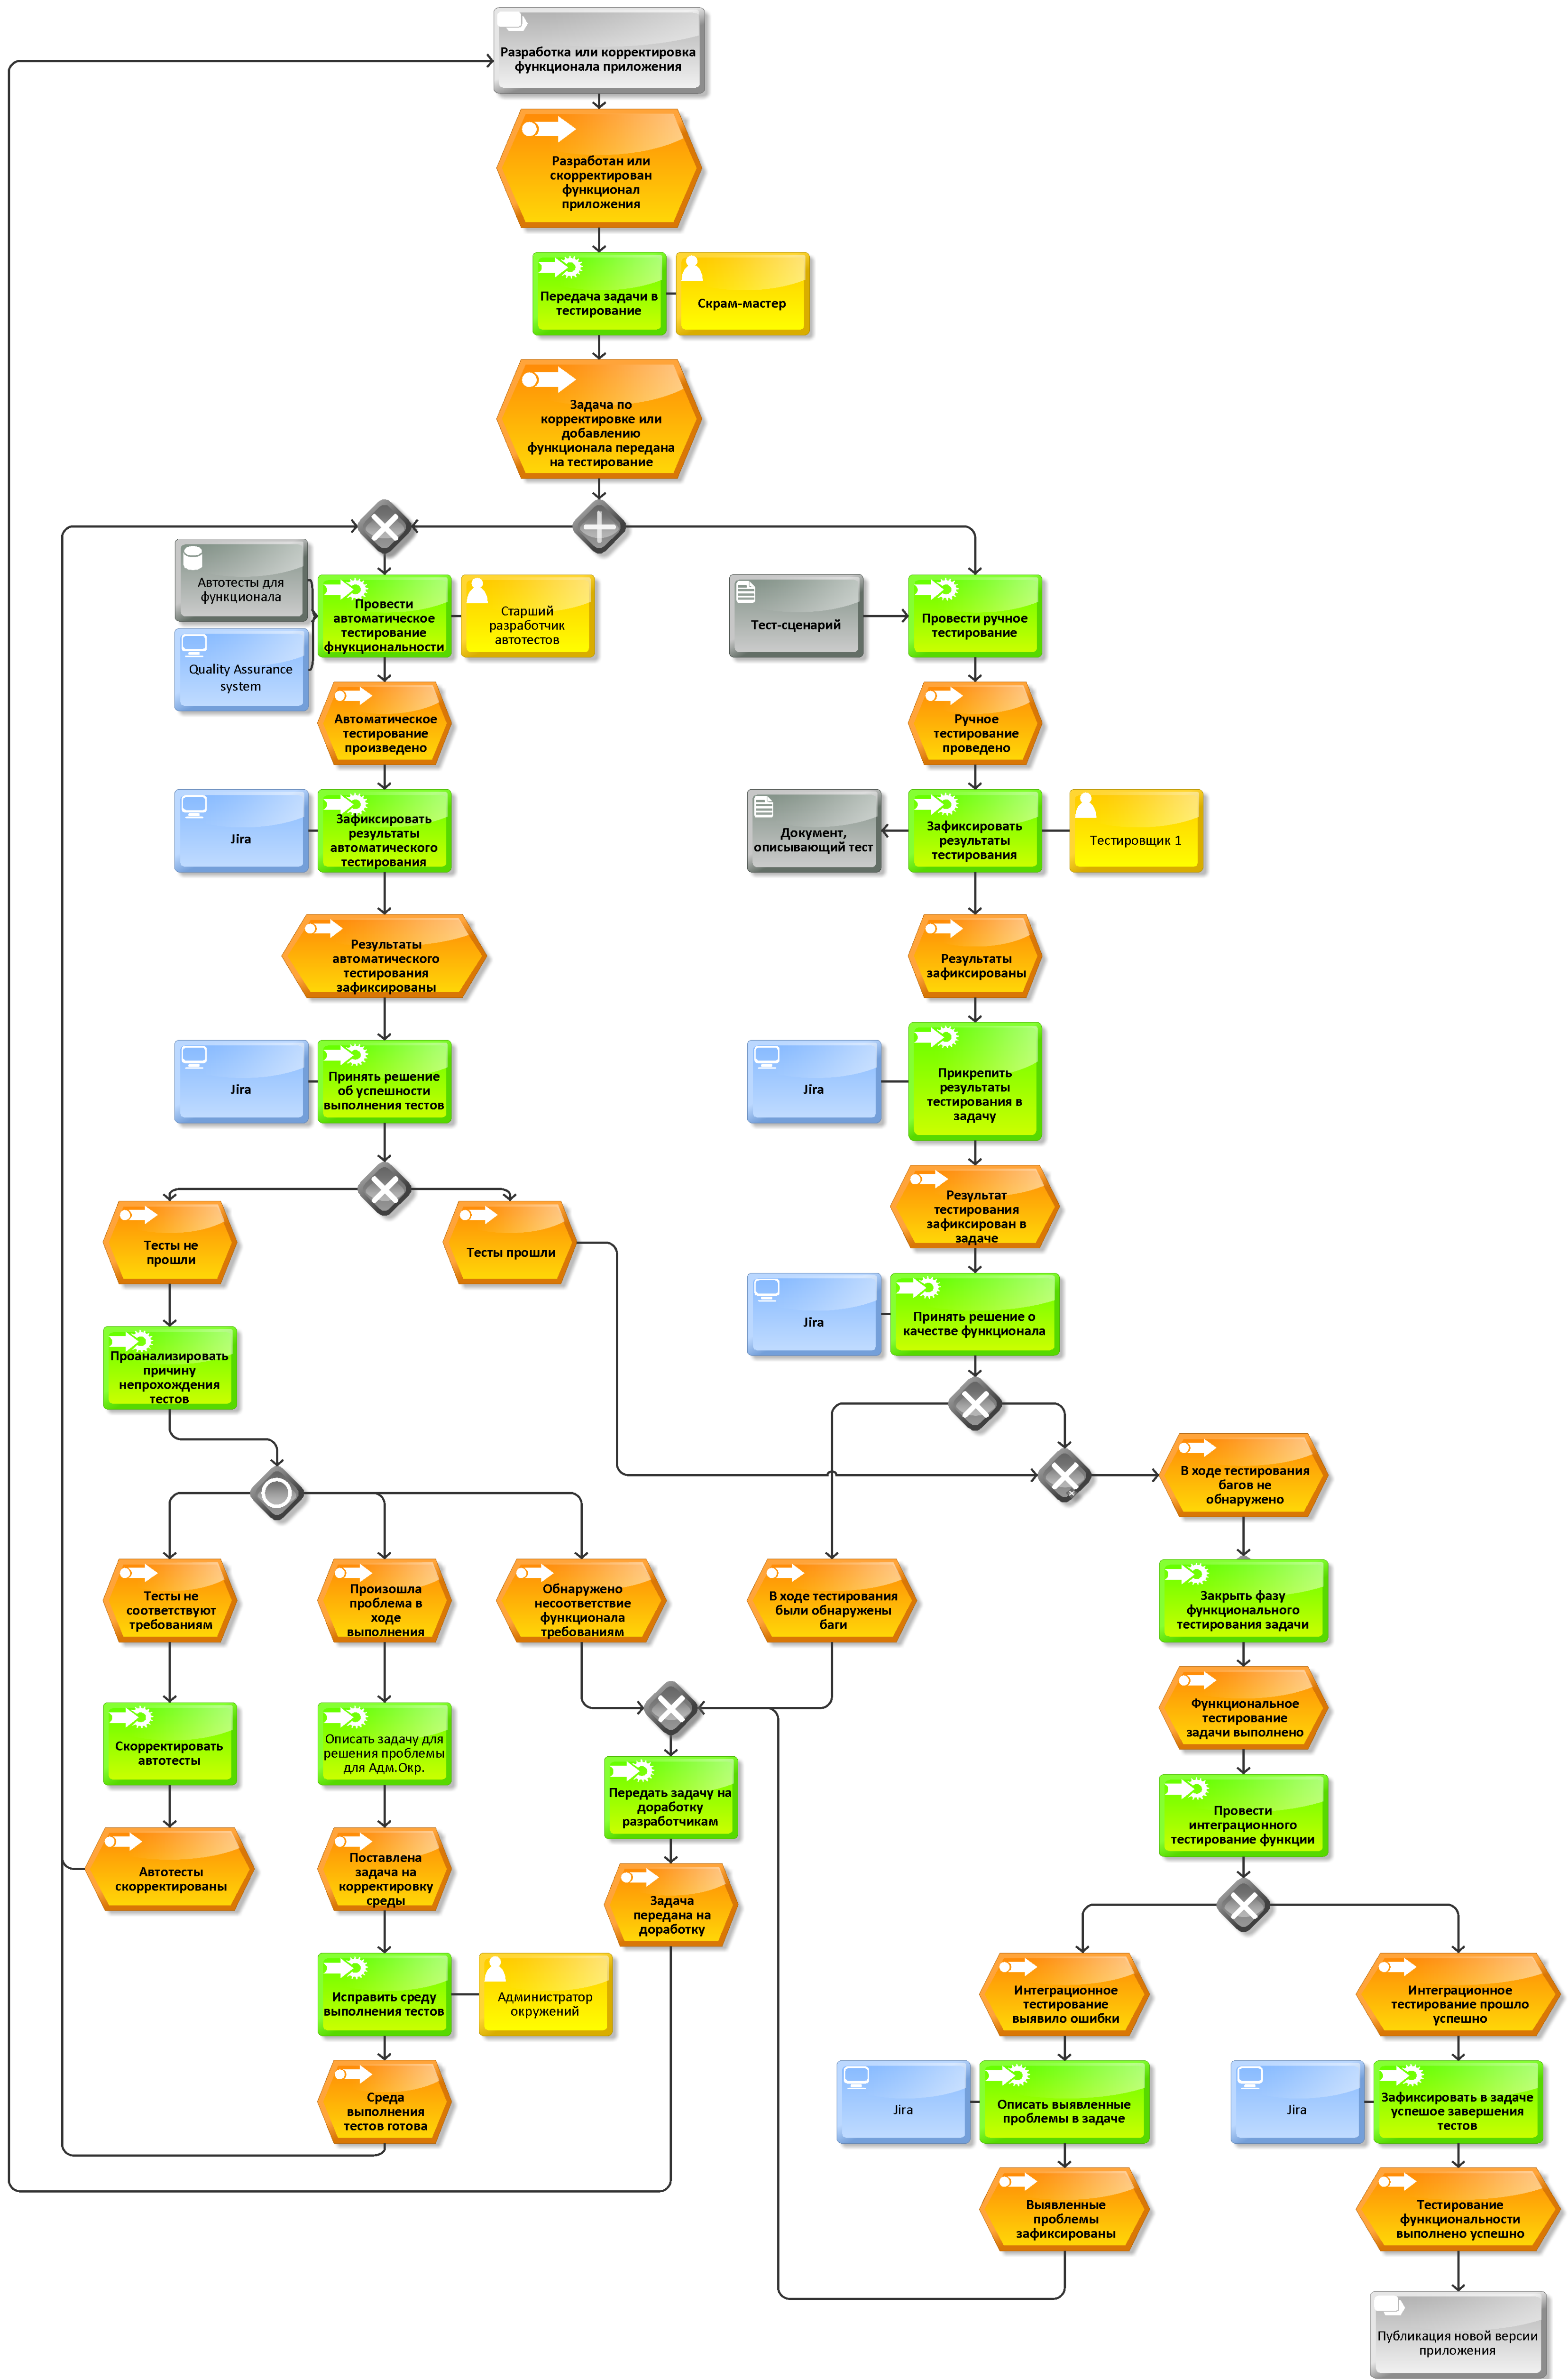 Разработка или корректировка
функционала приложения
Разработан или
скорректирован
функционал
приложения
Передача задачи в
тестирование
Скрам-мастер
Задача по
корректировке или
добавлению
функционала передана
на тестирование
Автотесты для
функционала
Quality Assurance
system
Провести
автоматическое
тестирование
фнукциональности
Старший
разработчик
автотестов
Тест-сценарий
Провести ручное
тестирование
Автоматическое
тестирование
произведено
Ручное
тестирование
проведено
Jira
Зафиксировать
результаты
автоматического
тестирования
Документ,
описывающий тест
Зафиксировать
результаты
тестирования
Тестировщик 1
Результаты
автоматического
тестирования
зафиксированы
Результаты
зафиксированы
Jira
Принять решение
об успешности
выполнения тестов
Jira
Прикрепить
результаты
тестирования в
задачу
Тесты не
прошли
Тесты прошли
Результат
тестирования
зафиксирован в
задаче
Jira
Принять решение о
качестве функционала
Проанализировать
причину
непрохождения
тестов
В ходе тестирования
багов не
обнаружено
Тесты не
соответствуют
требованиям
Произошла
проблема в
ходе
выполнения
Обнаружено
несоответствие
функционала
требованиям
В ходе тестирования
были обнаружены
баги
Закрыть фазу
функционального
тестирования задачи
Функциональное
тестирование
задачи выполнено
Скорректировать
автотесты
Описать задачу для
решения проблемы
для Адм.Окр.
Передать задачу на
доработку
разработчикам
Провести
интеграционного
тестирование функции
Автотесты
скорректированы
Поставлена
задача на
корректировку
среды
Задача
передана на
доработку
Исправить среду
выполнения тестов
Администратор
окружений
Интеграционное
тестирование
выявило ошибки
Интеграционное
тестирование прошло
успешно
Среда
выполнения
тестов готова
Jira
Описать выявленные
проблемы в задаче
Jira
Зафиксировать в задаче
успешое завершения
тестов
Выявленные
проблемы
зафиксированы
Тестирование
функциональности
выполнено успешно
Публикация новой версии
приложения